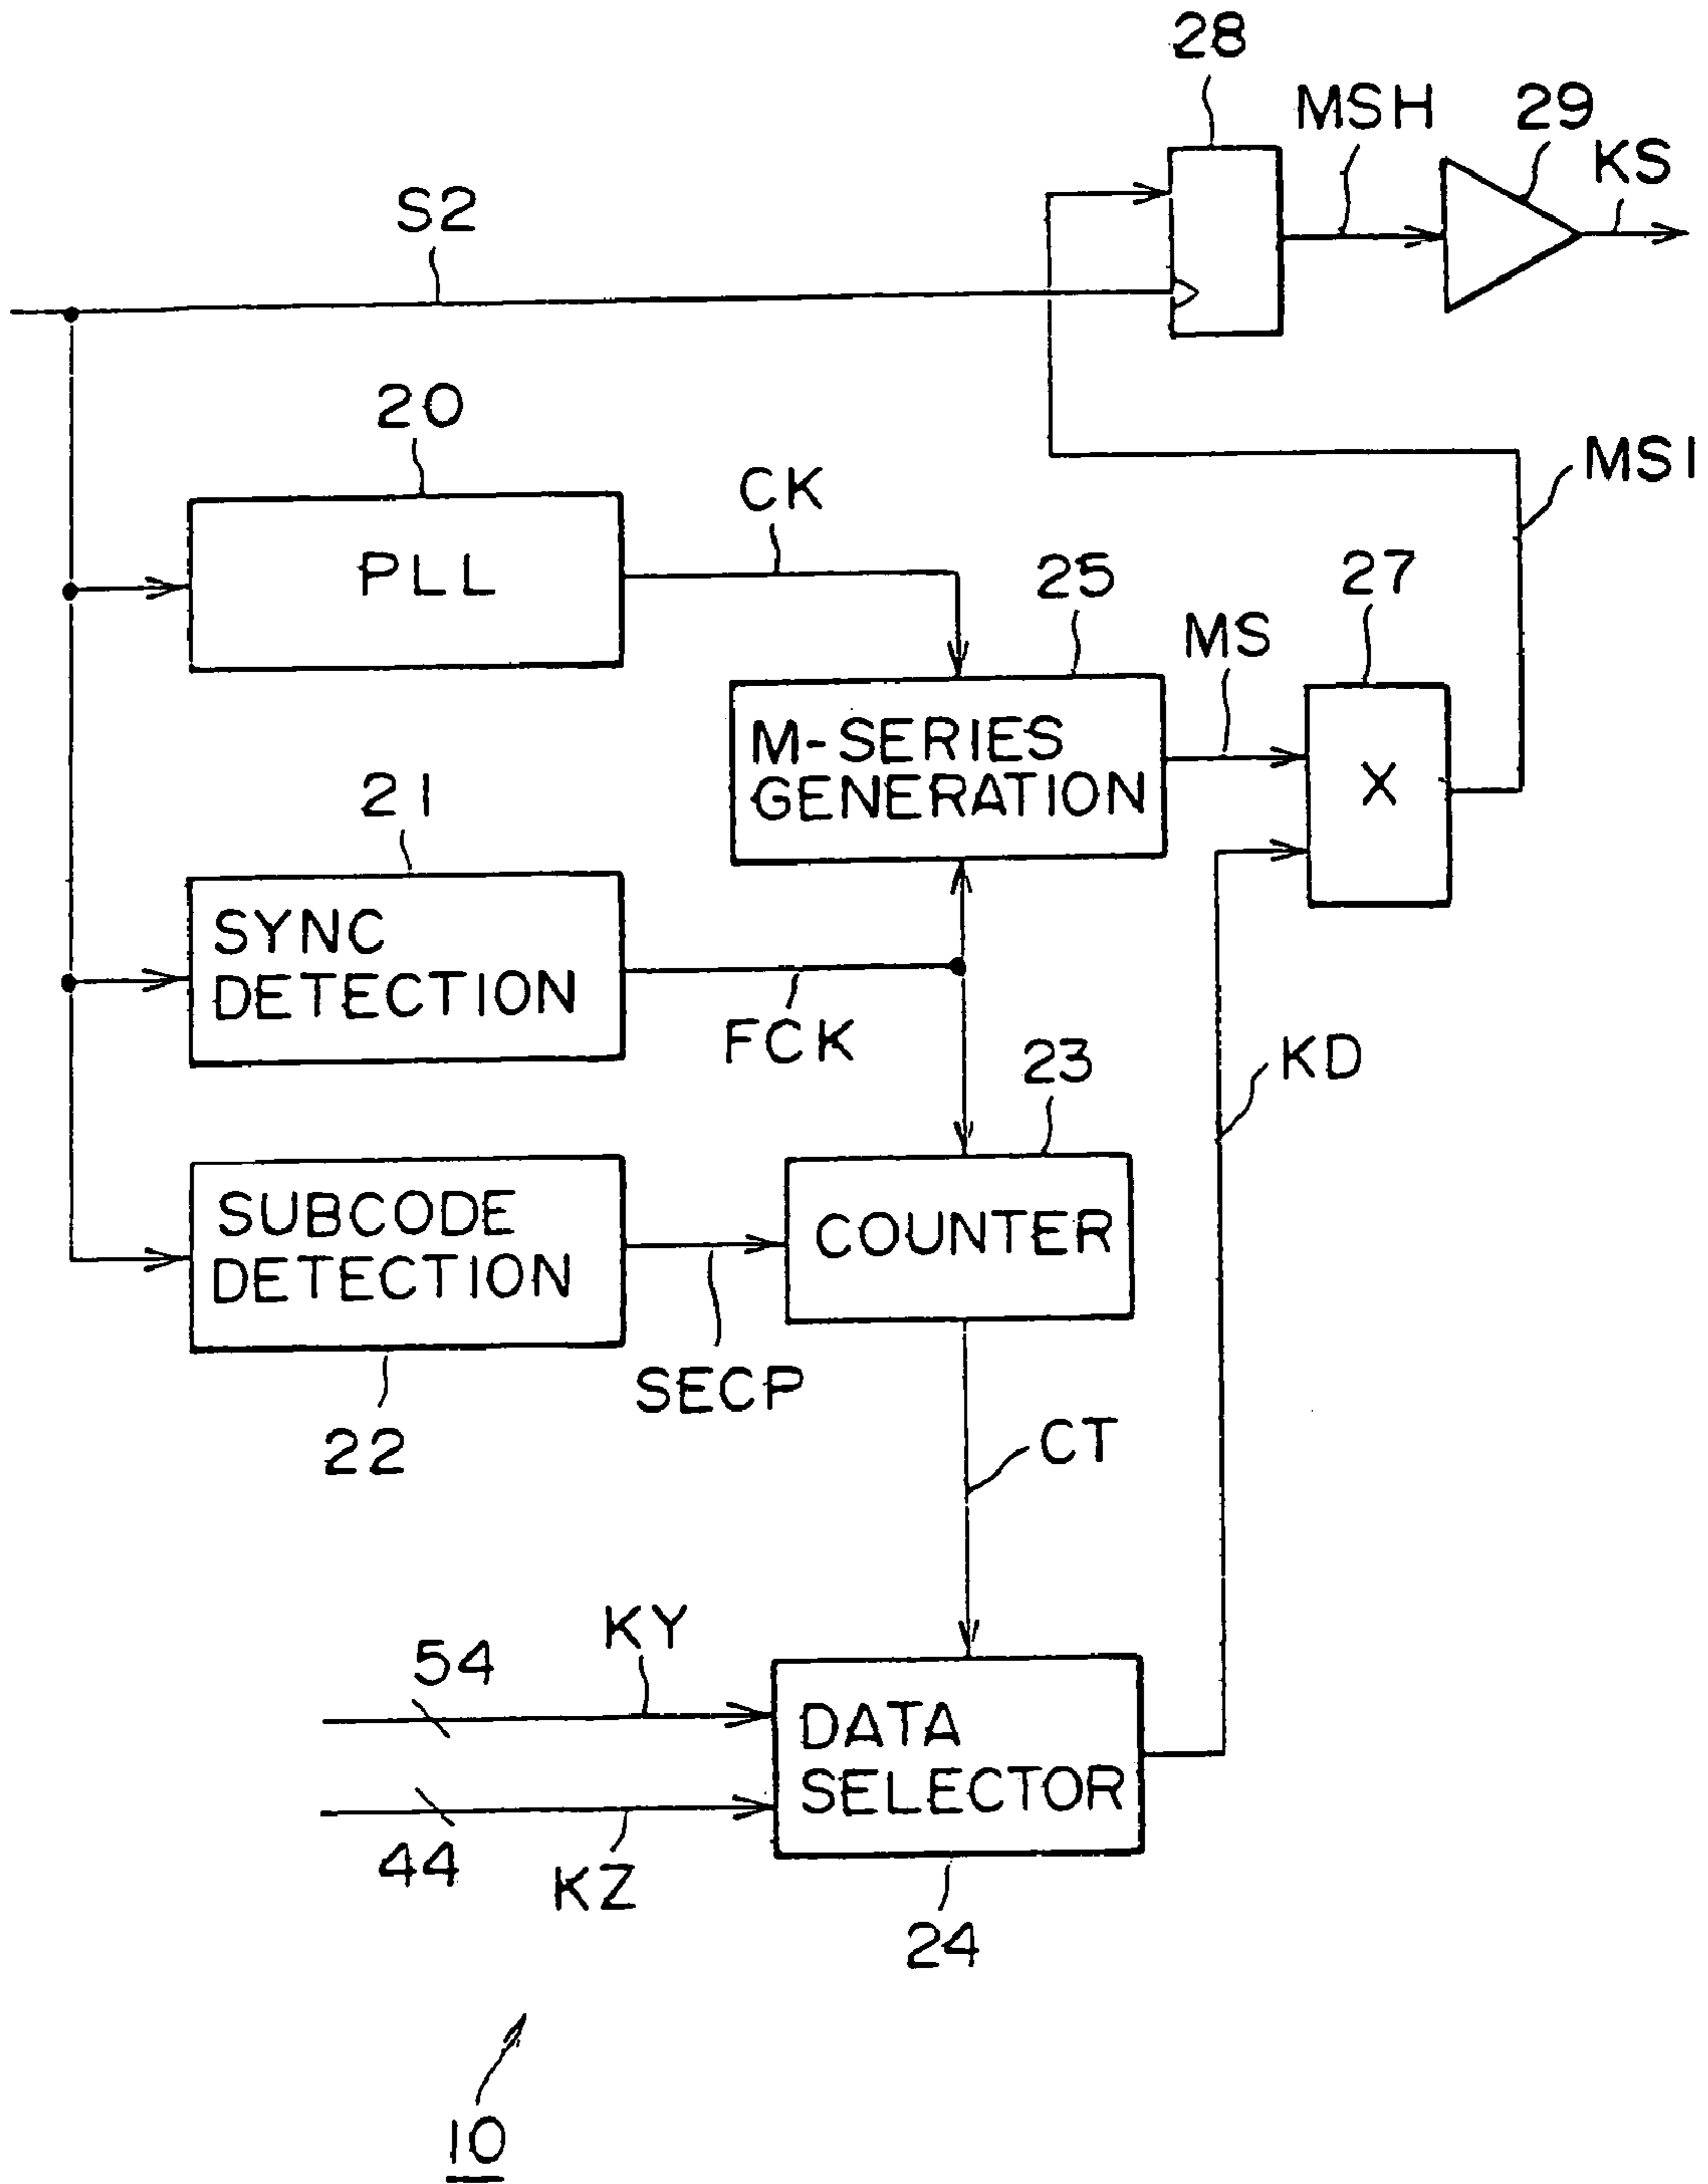 28
MSH
29
KS
S2
20
CK
MS1
PLL
25
27
MS
M-SERIES
GENERATION
X
21
SYNC
DETECTION
FCK
23
KD
SUBCODE
DETECTION
COUNTER
SECP
22
CT
KY
54
DATA
SELECTOR
44
KZ
24
10